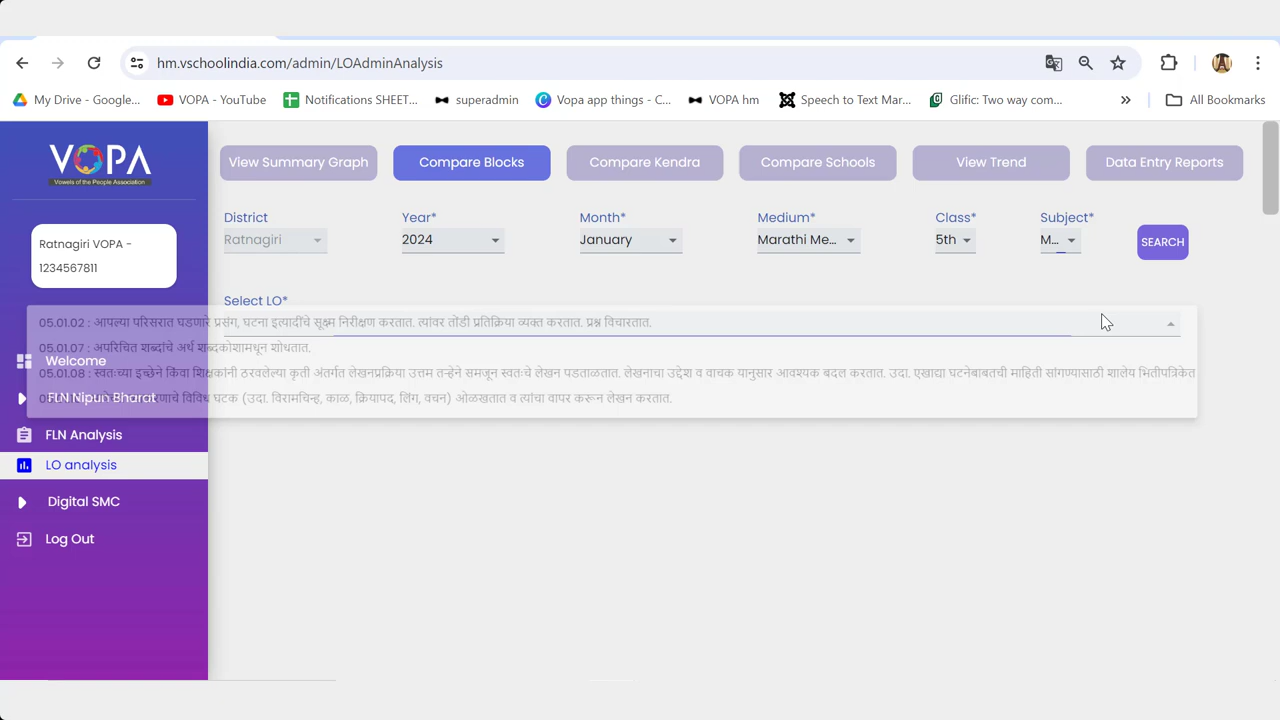 hm.vschoolindia.com/admin/LOAdminAnalysis
My Drive - Google...
VOPA - YouTube
Notifications SHEET...
superadmin
Vopa app things - C...
VOPA hm
Speech to Text Mar...
Glific: Two way com...
»
All Bookmarks
VOPA
Vowels of the People Association
View Summary Graph
Compare Blocks
Compare Kendra
Compare Schools
View Trend
Data Entry Reports
District
Year*
Month*
Medium*
Class*
Subject*
Ratnagiri
2024
January
Marathi Me...
5th
M...
SEARCH
Ratnagiri VOPA -
1234567811
Select LO*
05.01.02 : आपल्या परिसरात घडणारे प्रसंग, घटना इत्यादींचे सूक्ष्म निरीक्षण करतात. त्यांवर तोंडी प्रतिक्रिया व्यक्त करतात. प्रश्न विचारतात.
05.01.07 : अपरिचित शब्दांचे अर्थ शब्दकोशामधून शोधतात.
05.01.08 : स्वतःच्या इच्छेने किंवा शिक्षकांनी ठरवलेल्या कृती अंतर्गत लेखनप्रक्रिया उत्तम तऱ्हेने समजून स्वतःचे लेखन पडताळतात. लेखनाचा उद्देश व वाचक यानुसार आवश्यक बदल करतात. उदा. एखाद्या घटनेबाबतची माहिती सांगण्यासाठी शालेय भितीपत्रिकेत
विविध घटक (उदा. विरामचिन्ह, काळ, क्रियापद, लिंग, वचन) ओळखतात व त्यांचा वापर करून लेखन करतात.
Welcome
FLN Nipun Bharat
FLN Analysis
LO analysis
Digital SMC
Log Out